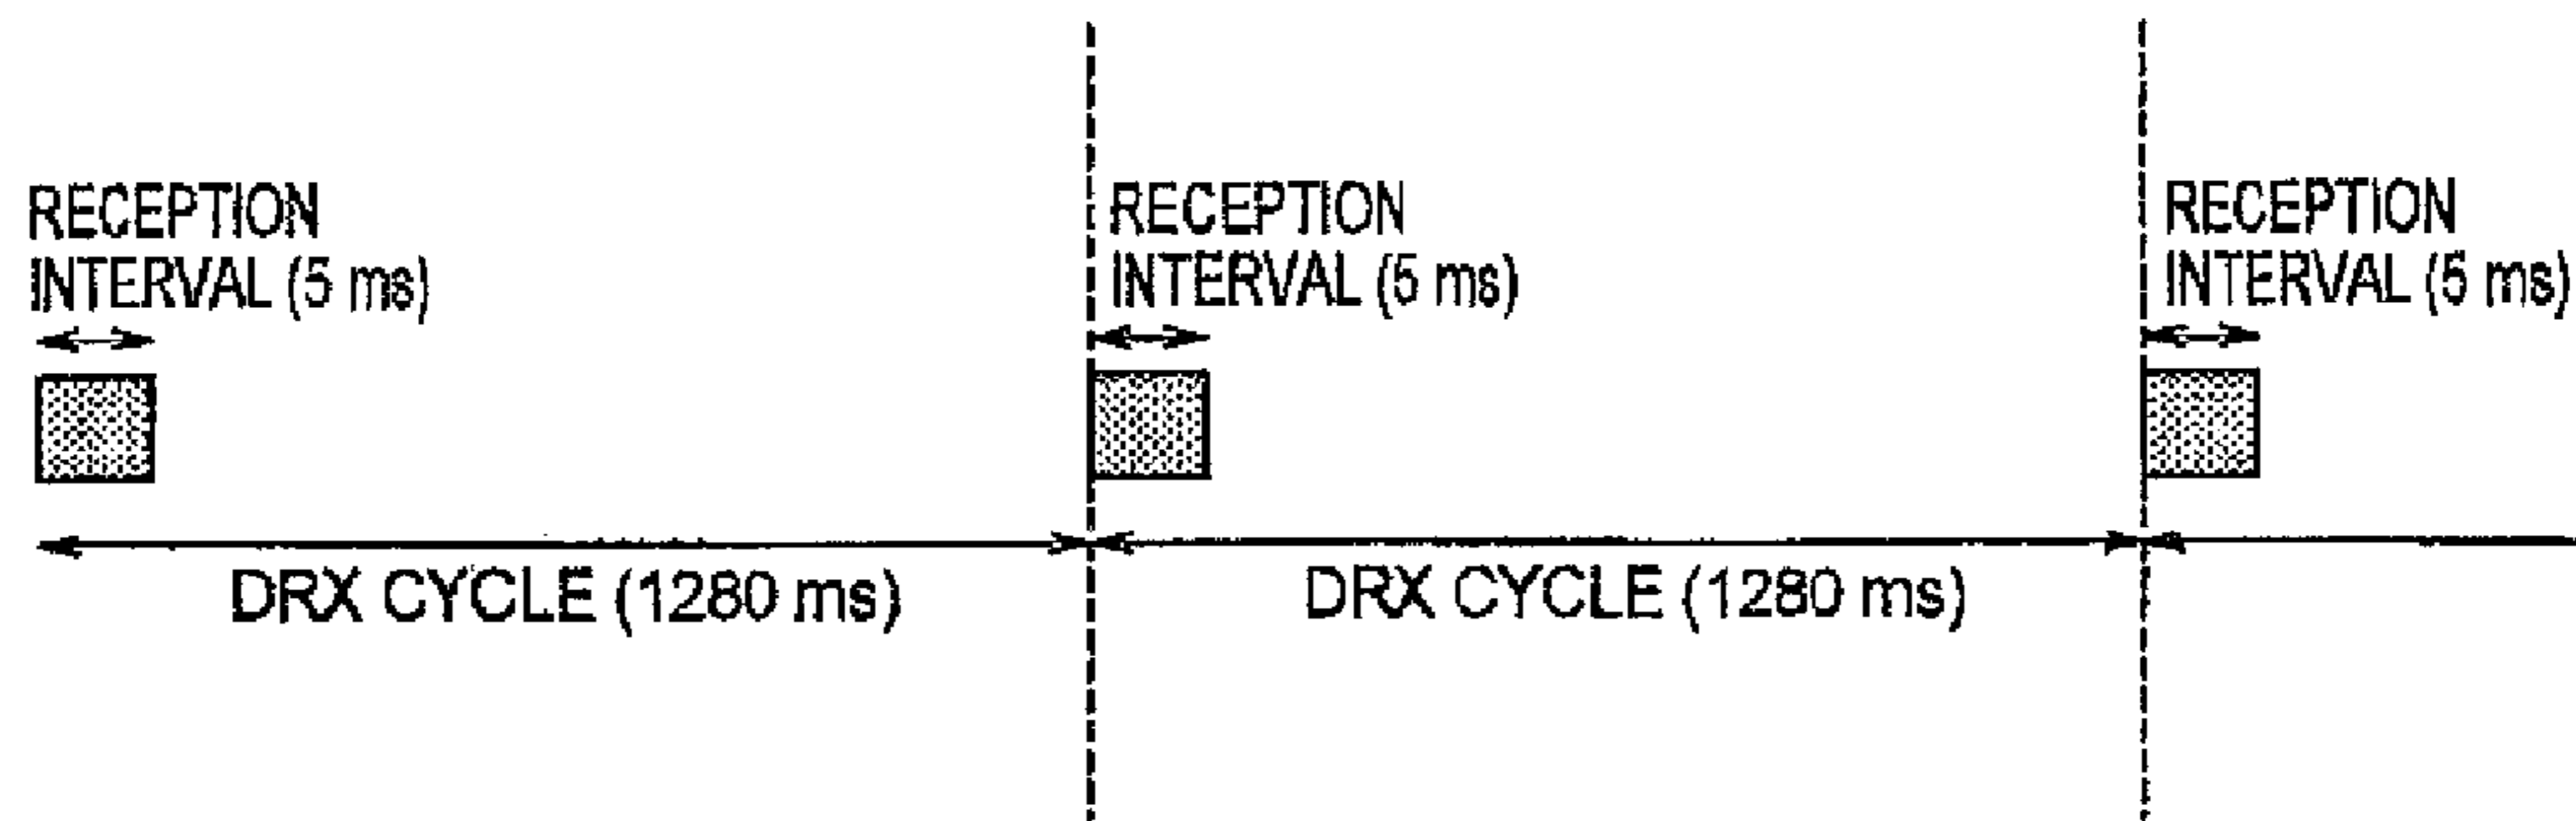 RECEPTION
INTERVAL (5 ms)
RECEPTION
INTERVAL (5 ms)
RECEPTION
INTERVAL (5 ms)
DRX CYCLE (1280 ms)
DRX CYCLE (1280 ms)